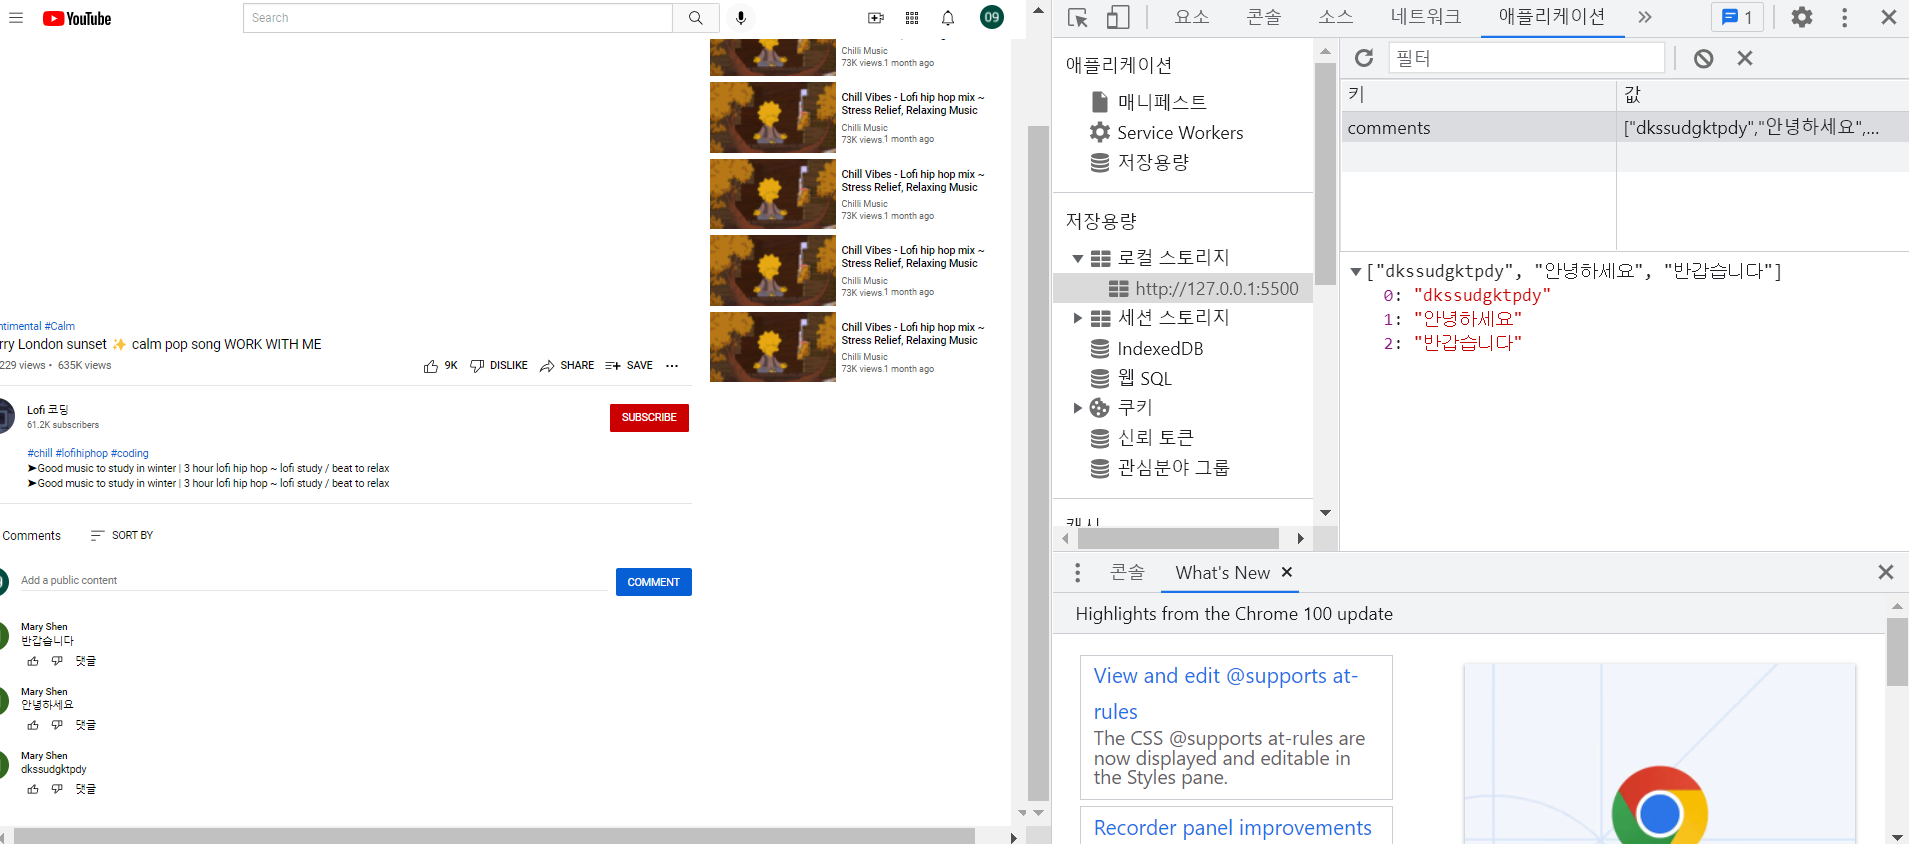 YouTube
Search
09
Chilli Music
73K views.1 month ago
Chill Vibes - Lofi hip hop mix ~
Stress Relief, Relaxing Music
Chilli Music
73K views.1 month ago
Chill Vibes - Lofi hip hop mix ~
Stress Relief, Relaxing Music
Chilli Music
73K views.1 month ago
Chill Vibes - Lofi hip hop mix ~
Stress Relief, Relaxing Music
Chilli Music
73K views.1 month ago
Chill Vibes - Lofi hip hop mix ~
Stress Relief, Relaxing Music
Chilli Music
73K views.1 month ago
ntimental #Calm
rry London sunset ✨ calm pop song WORK WITH ME
229 views • 635K views
9K DISLIKE SHARE SAVE ...
Lofi 코딩
61.2K subscribers
SUBSCRIBE
#chill #lofihiphop #coding
➤Good music to study in winter | 3 hour lofi hip hop ~ lofi study / beat to relax
➤Good music to study in winter | 3 hour lofi hip hop ~ lofi study / beat to relax
Comments SORT BY
Add a public content
COMMENT
Mary Shen
반갑습니다
댓글
Mary Shen
안녕하세요
댓글
Mary Shen
dkssudgktpdy
댓글
요소 콘솔 소스 네트워크 애플리케이션 » 1
애플리케이션
매니페스트
Service Workers
저장용량
저장용량
로컬 스토리지
http://127.0.0.1:5500
세션 스토리지
IndexedDB
웹 SQL
쿠키
신뢰 토큰
관심분야 그룹
캐시
필터
키 값
comments ["dkssudgktpdy","안녕하세요",...
▼["dkssudgktpdy", "안녕하세요", "반갑습니다"]
0: "dkssudgktpdy"
1: "안녕하세요"
2: "반갑습니다"
콘솔 What's New ×
Highlights from the Chrome 100 update
View and edit @supports at-
rules
The CSS @supports at-rules are
now displayed and editable in
the Styles pane.
Recorder panel improvements